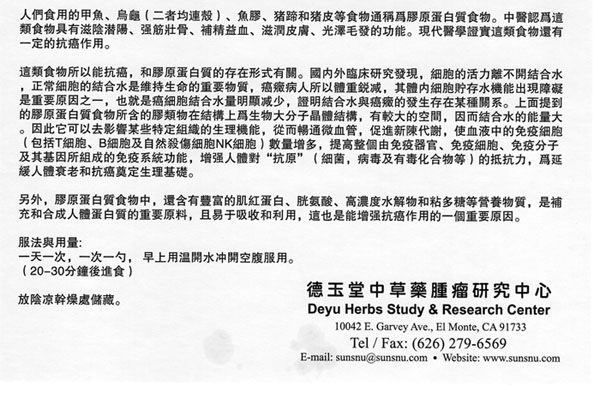 人們食用的甲魚、烏龜（二者均連殼）、魚膠、猪蹄和猪皮等食物通稱爲膠原蛋白質食物。中醫認爲這
類食物具有滋陰潜陽、强筋壯骨、補精益血、滋潤皮膚、光澤毛發的功能。現代醫學證實這類食物還有
一定的抗癌作用。
這類食物所以能抗癌，和膠原蛋白質的存在形式有關。國内外臨床研究發現，細胞的活力離不開結合水
，正常細胞的結合水是維持生命的重要物質，癌癥病人所以體重鋭减，其體内細胞貯存水機能出現障礙
是重要原因之一，也就是癌細胞結合水量明顯减少，證明結合水與癌癥的發生存在某種關系。上面提到
的膠原蛋白質食物所含的膠類物在結構上爲生物大分子晶體結構，有較大的空間，因而結合水的能量大
。因此它可以去影響某些特定組織的生理機能，從而暢通微血管，促進新陳代謝，使血液中的免疫細胞
（包括T細胞、B細胞及自然殺傷細胞NK細胞）數量增多，提高整個由免疫器官、免疫細胞、免疫分子
及其基因所組成的免疫系統功能，增强人體對“抗原”（細菌，病毒及有毒化合物等）的抵抗力，爲延
緩人體衰老和抗癌奠定生理基礎。
另外，膠原蛋白質食物中，還含有豐富的肌紅蛋白、胱氨酸、高濃度水解物和粘多糖等營養物質，是補
充和合成人體蛋白質的重要原料，且易于吸收和利用，這也是能增强抗癌作用的一個重要原因。
服法與用量:
一天一次，一次一勺， 早上用溫開水冲開空腹服用。
（20-30分鐘後進食）
放陰凉幹燥處儲藏。
德玉堂中草藥腫瘤研究中心
Deyu Herbs Study & Research Center
10042 E. Garvey Ave., El Monte, CA 91733
Tel / Fax: (626) 279-6569
E-mail: sunsnu@sunsnu.com • Website: www.sunsnu.com